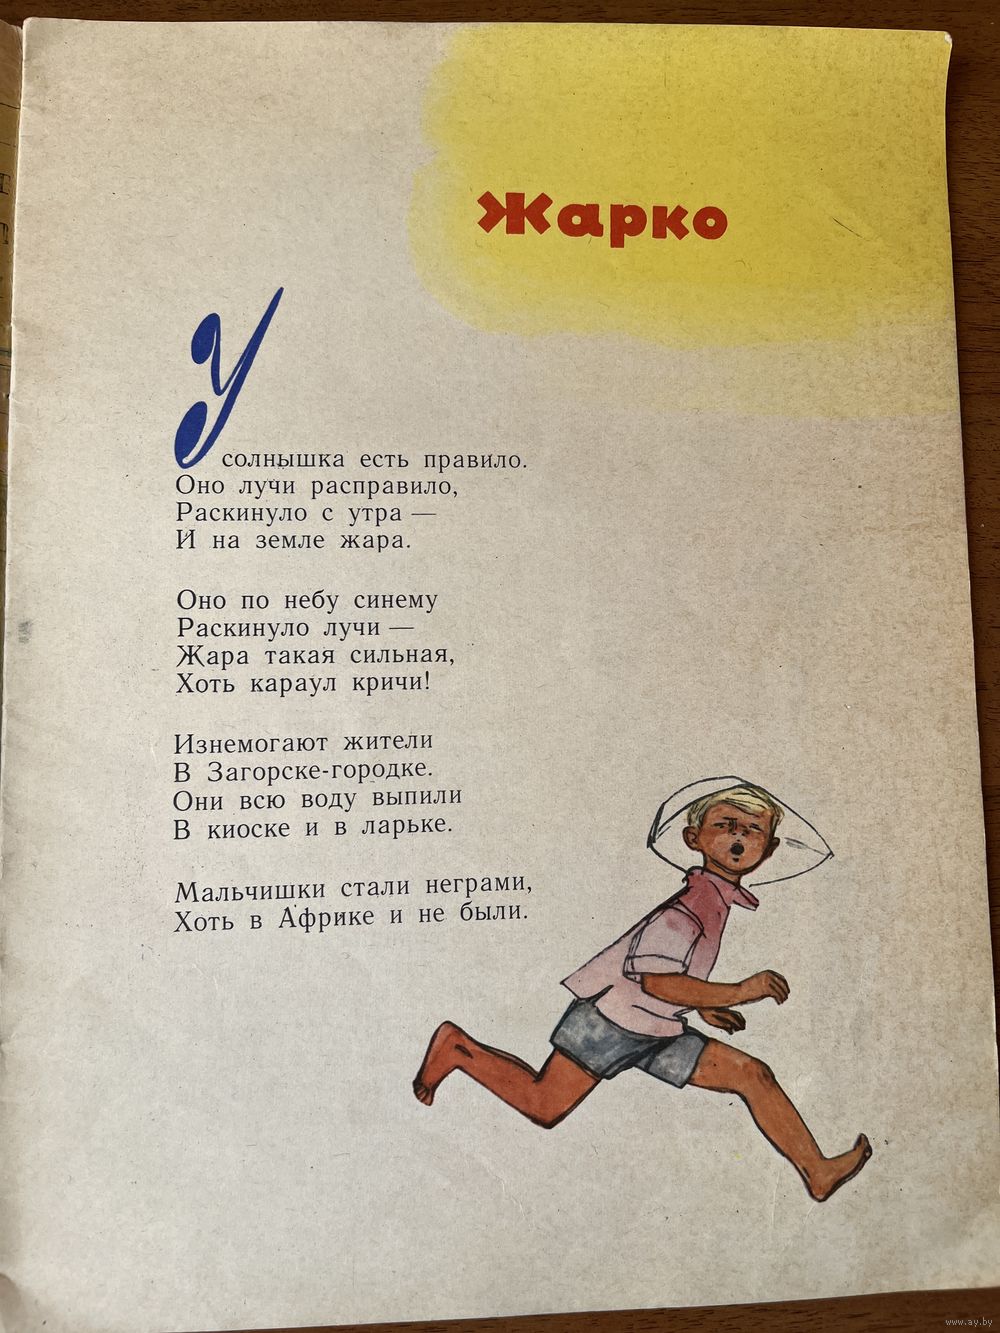 Жарко
У солнышка есть правило.
Оно лучи расправило,
Раскинуло с утра —
И на земле жара.
Оно по небу синему
Раскинуло лучи —
Жара такая сильная,
Хоть караул кричи!
Изнемогают жители
В Загорске-городке.
Они всю воду выпили
В киоске и в ларьке.
Мальчишки стали неграми,
Хоть в Африке и не были.
www.ay.by